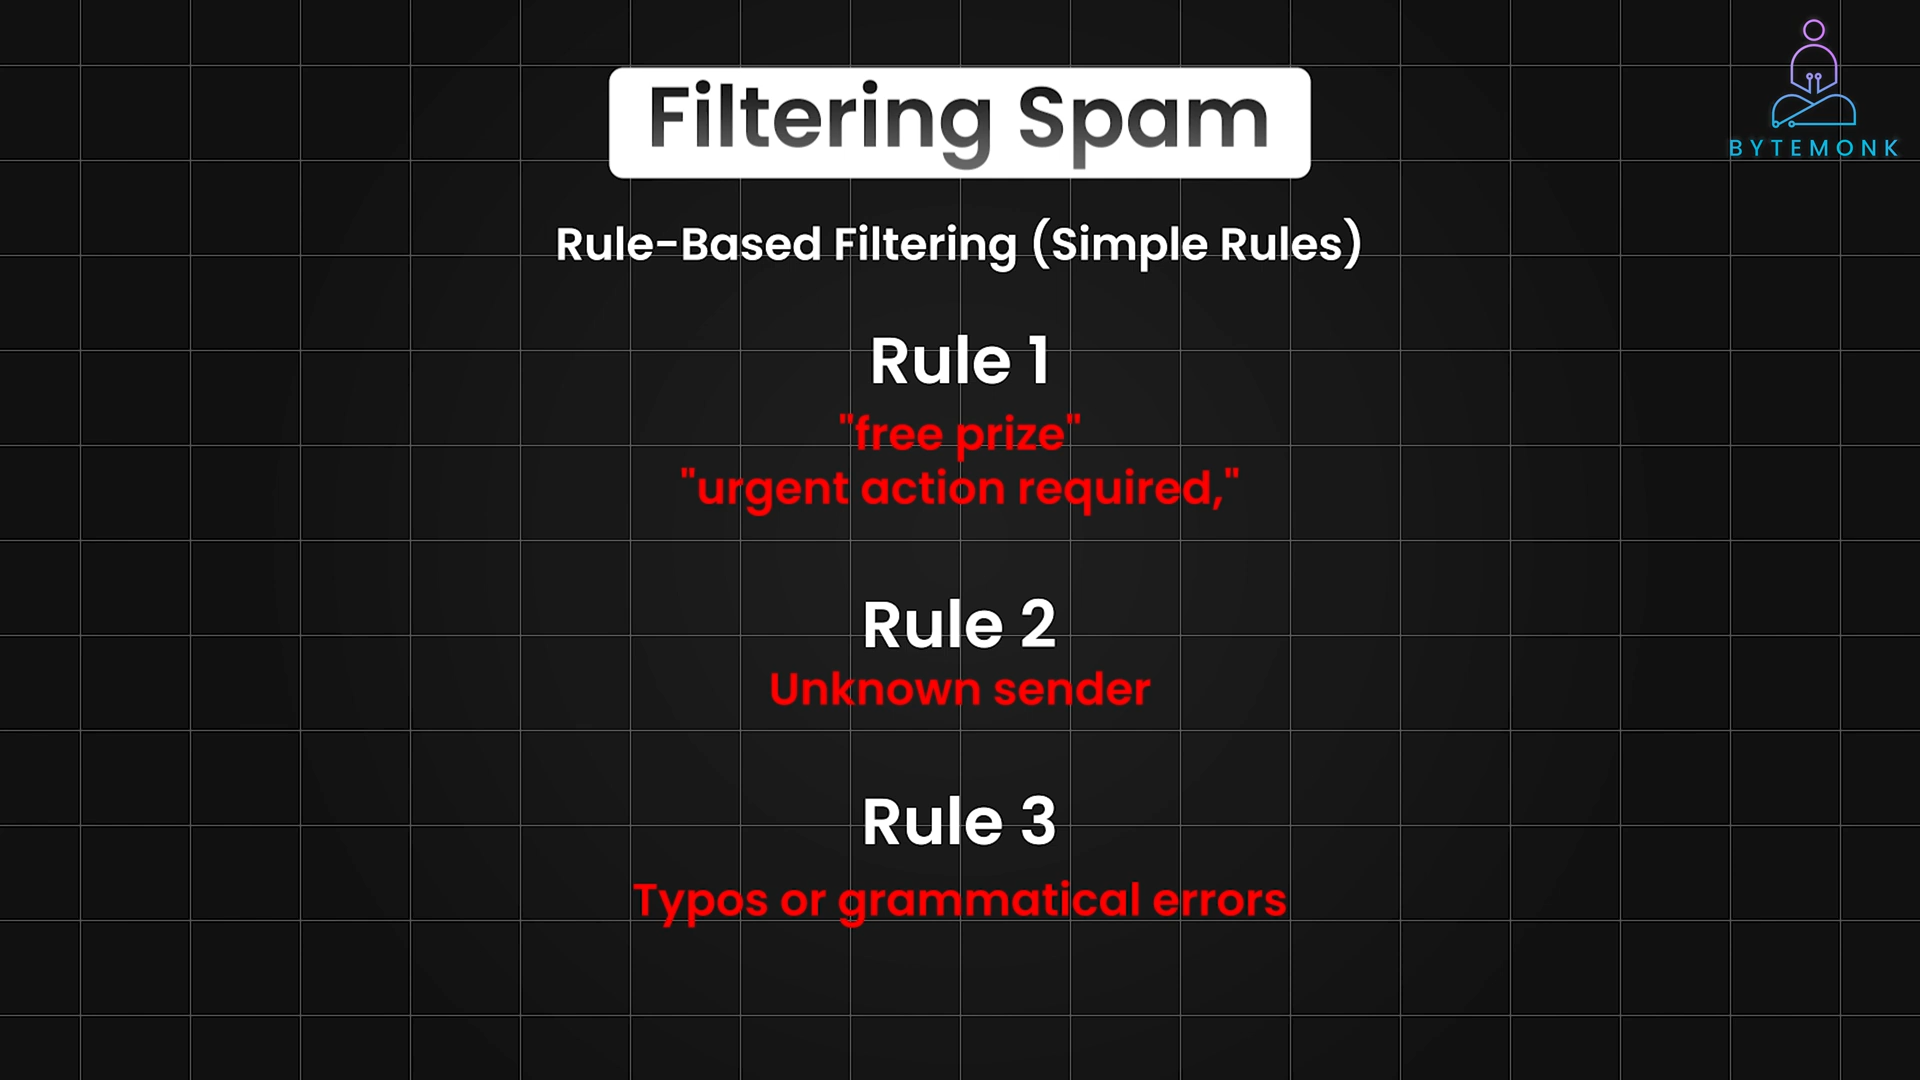 Filtering Spam
BYTEMONK
Rule-Based Filtering (Simple Rules)
Rule 1
"free prize"
"urgent action required,"
Rule 2
Unknown sender
Rule 3
Typos or grammatical errors